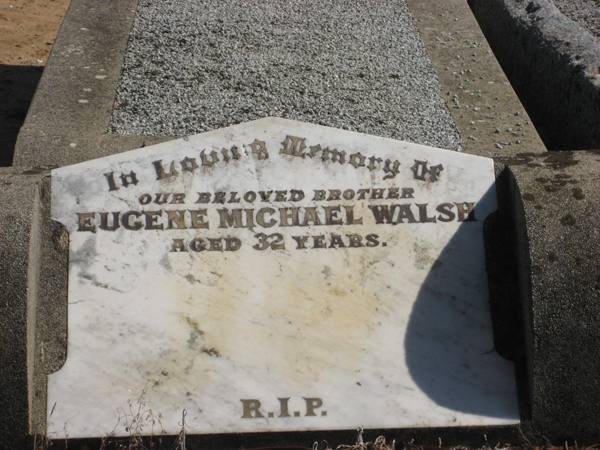 In Loving Memory Of
OUR BELOVED BROTHER
EUGENE MICHAEL WALSH
AGED 32 YEARS.
R.I.P.